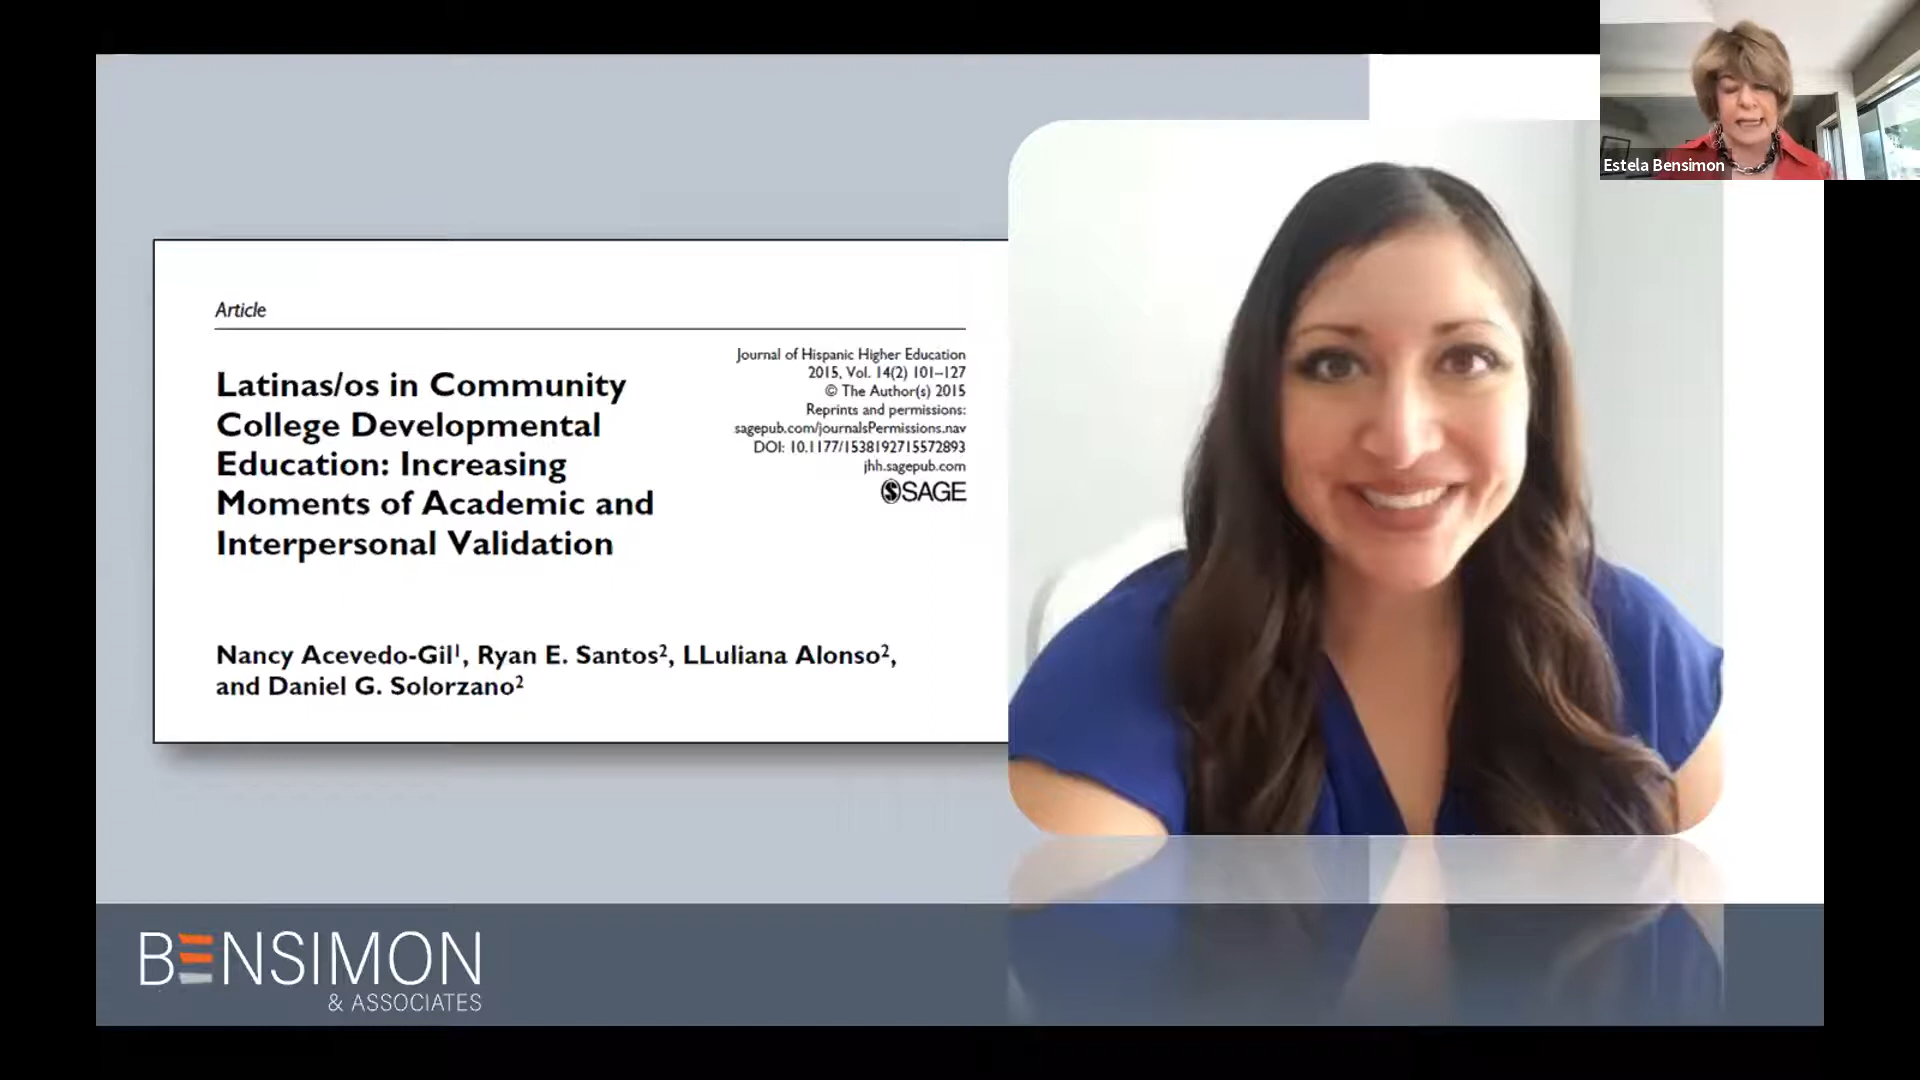 Estela Bensimon
Article
Journal of Hispanic Higher Education
2015, Vol. 14(2) 101–127
© The Author(s) 2015
Reprints and permissions:
sagepub.com/journalsPermissions.nav
DOI: 10.1177/1538192715572893
jhh.sagepub.com
SAGE
Latinas/os in Community
College Developmental
Education: Increasing
Moments of Academic and
Interpersonal Validation
Nancy Acevedo-Gil¹, Ryan E. Santos², LLuliana Alonso²,
and Daniel G. Solorzano²
BENSIMON
& ASSOCIATES